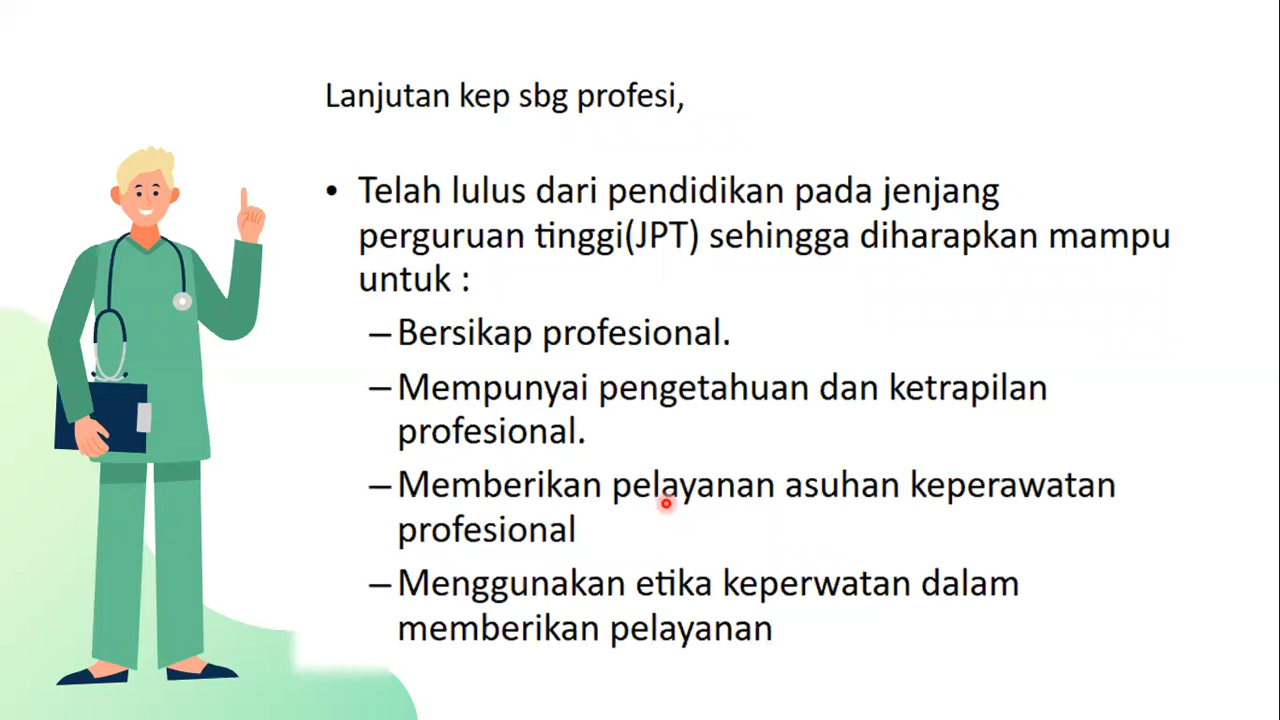 Lanjutan kep sbg profesi,
• Telah lulus dari pendidikan pada jenjang
perguruan tinggi(JPT) sehingga diharapkan mampu
untuk :
– Bersikap profesional.
– Mempunyai pengetahuan dan ketrapilan
profesional.
– Memberikan pelayanan asuhan keperawatan
profesional
– Menggunakan etika keperwatan dalam
memberikan pelayanan